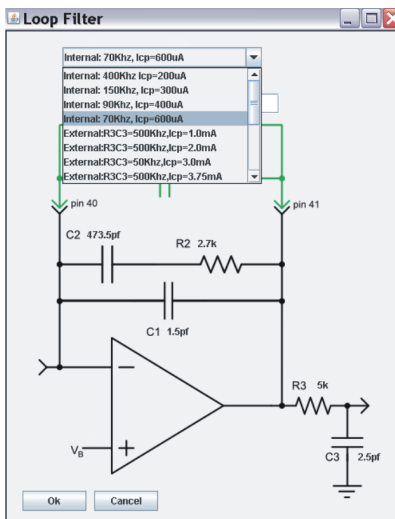 Loop Filter
Internal: 70Khz, Icp=600uA
Internal: 400Khz Icp=200uA
Internal: 150Khz, Icp=300uA
Internal: 90Khz, Icp=400uA
Internal: 70Khz, Icp=600uA
External:R3C3=500Khz,Icp=1.0mA
External:R3C3=500Khz,Icp=2.0mA
External:R3C3=50Khz,Icp=3.0mA
External:R3C3=500Khz,Icp=3.75mA
pin 40
pin 41
C2 473.5pf
R2 2.7k
C1 1.5pf
R3 5k
VB
C3 2.5pf
Ok
Cancel